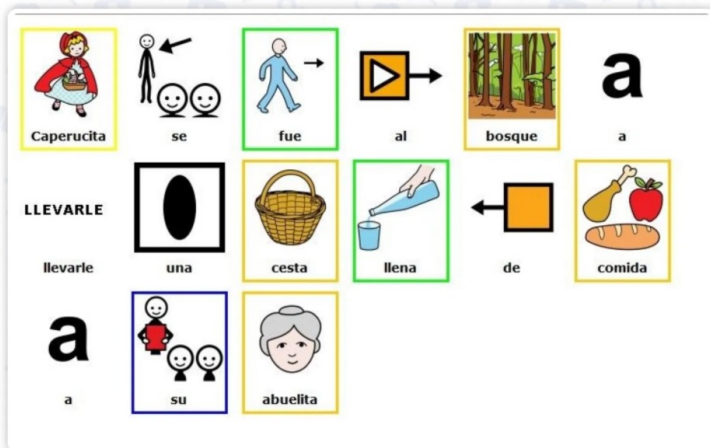 Caperucita se fue al bosque a
a
LLEVARLE
llevarle una cesta llena de comida
a
a su abuelita